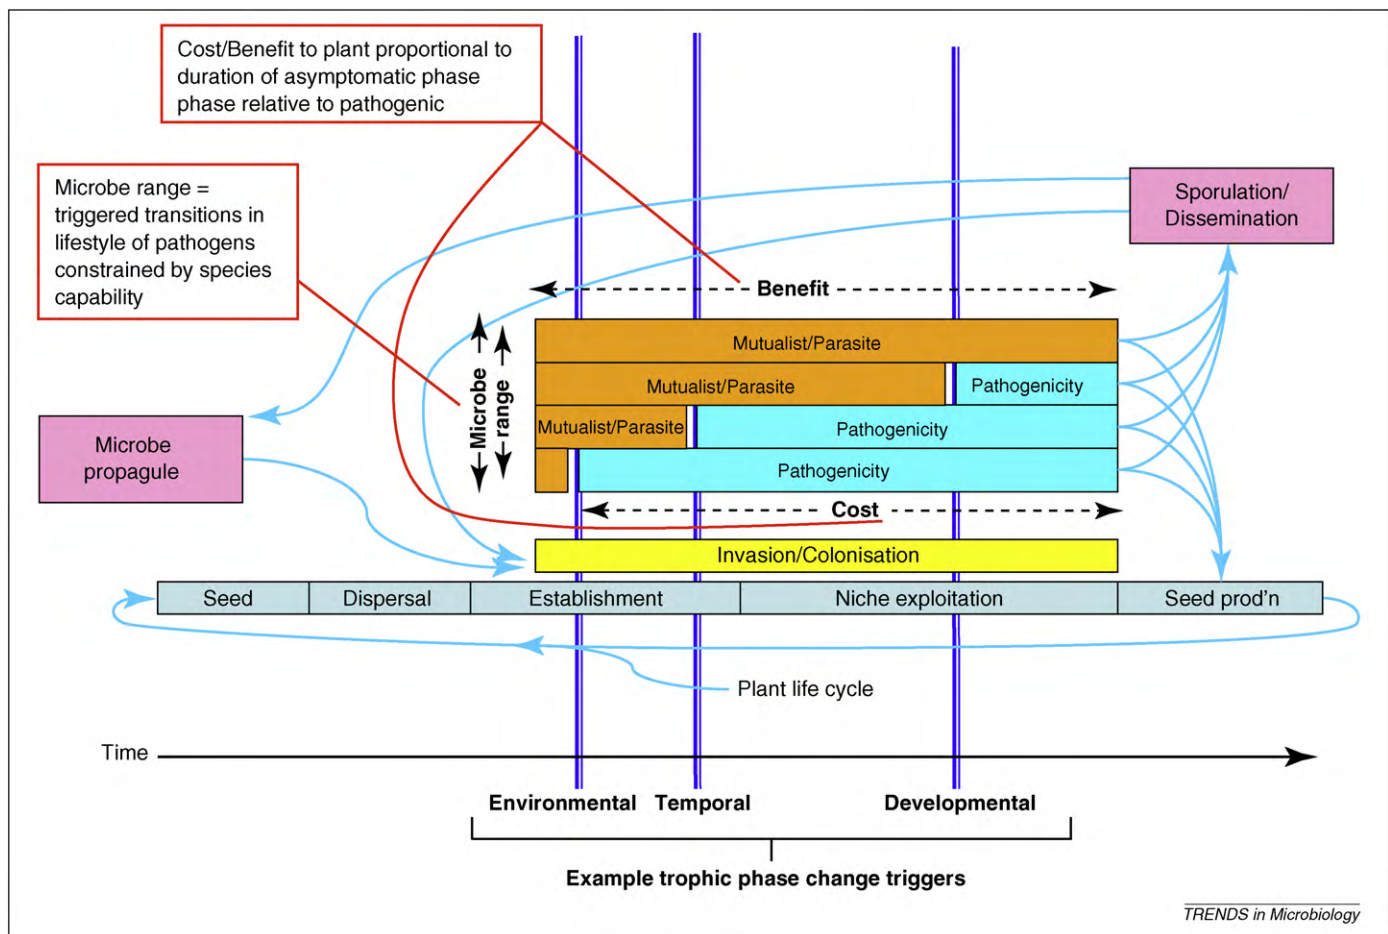 Cost/Benefit to plant proportional to
duration of asymptomatic phase
phase relative to pathogenic
Microbe range =
triggered transitions in
lifestyle of pathogens
constrained by species
capability
Sporulation/
Dissemination
Benefit
Microbe
range
Mutualist/Parasite
Mutualist/Parasite
Pathogenicity
Mutualist/Parasite
Pathogenicity
Pathogenicity
Microbe
propagule
Cost
Invasion/Colonisation
Seed
Dispersal
Establishment
Niche exploitation
Seed prod'n
Plant life cycle
Time
Environmental
Temporal
Developmental
Example trophic phase change triggers
TRENDS in Microbiology